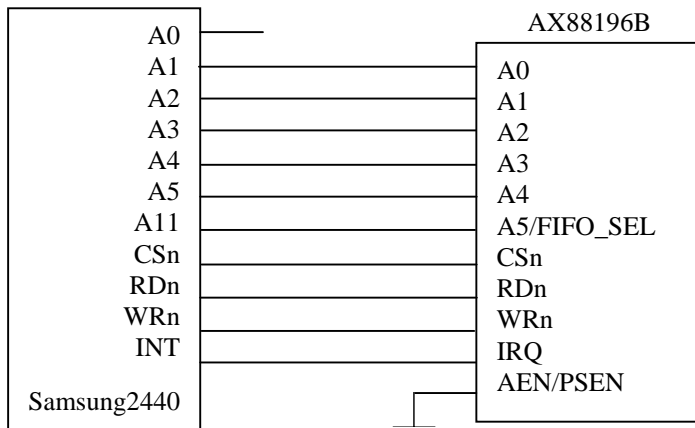 AX88196B
A0
A1
A2
A3
A4
A5
A11
CSn
RDn
WRn
INT
Samsung2440
A0
A1
A2
A3
A4
A5/FIFO_SEL
CSn
RDn
WRn
IRQ
AEN/PSEN